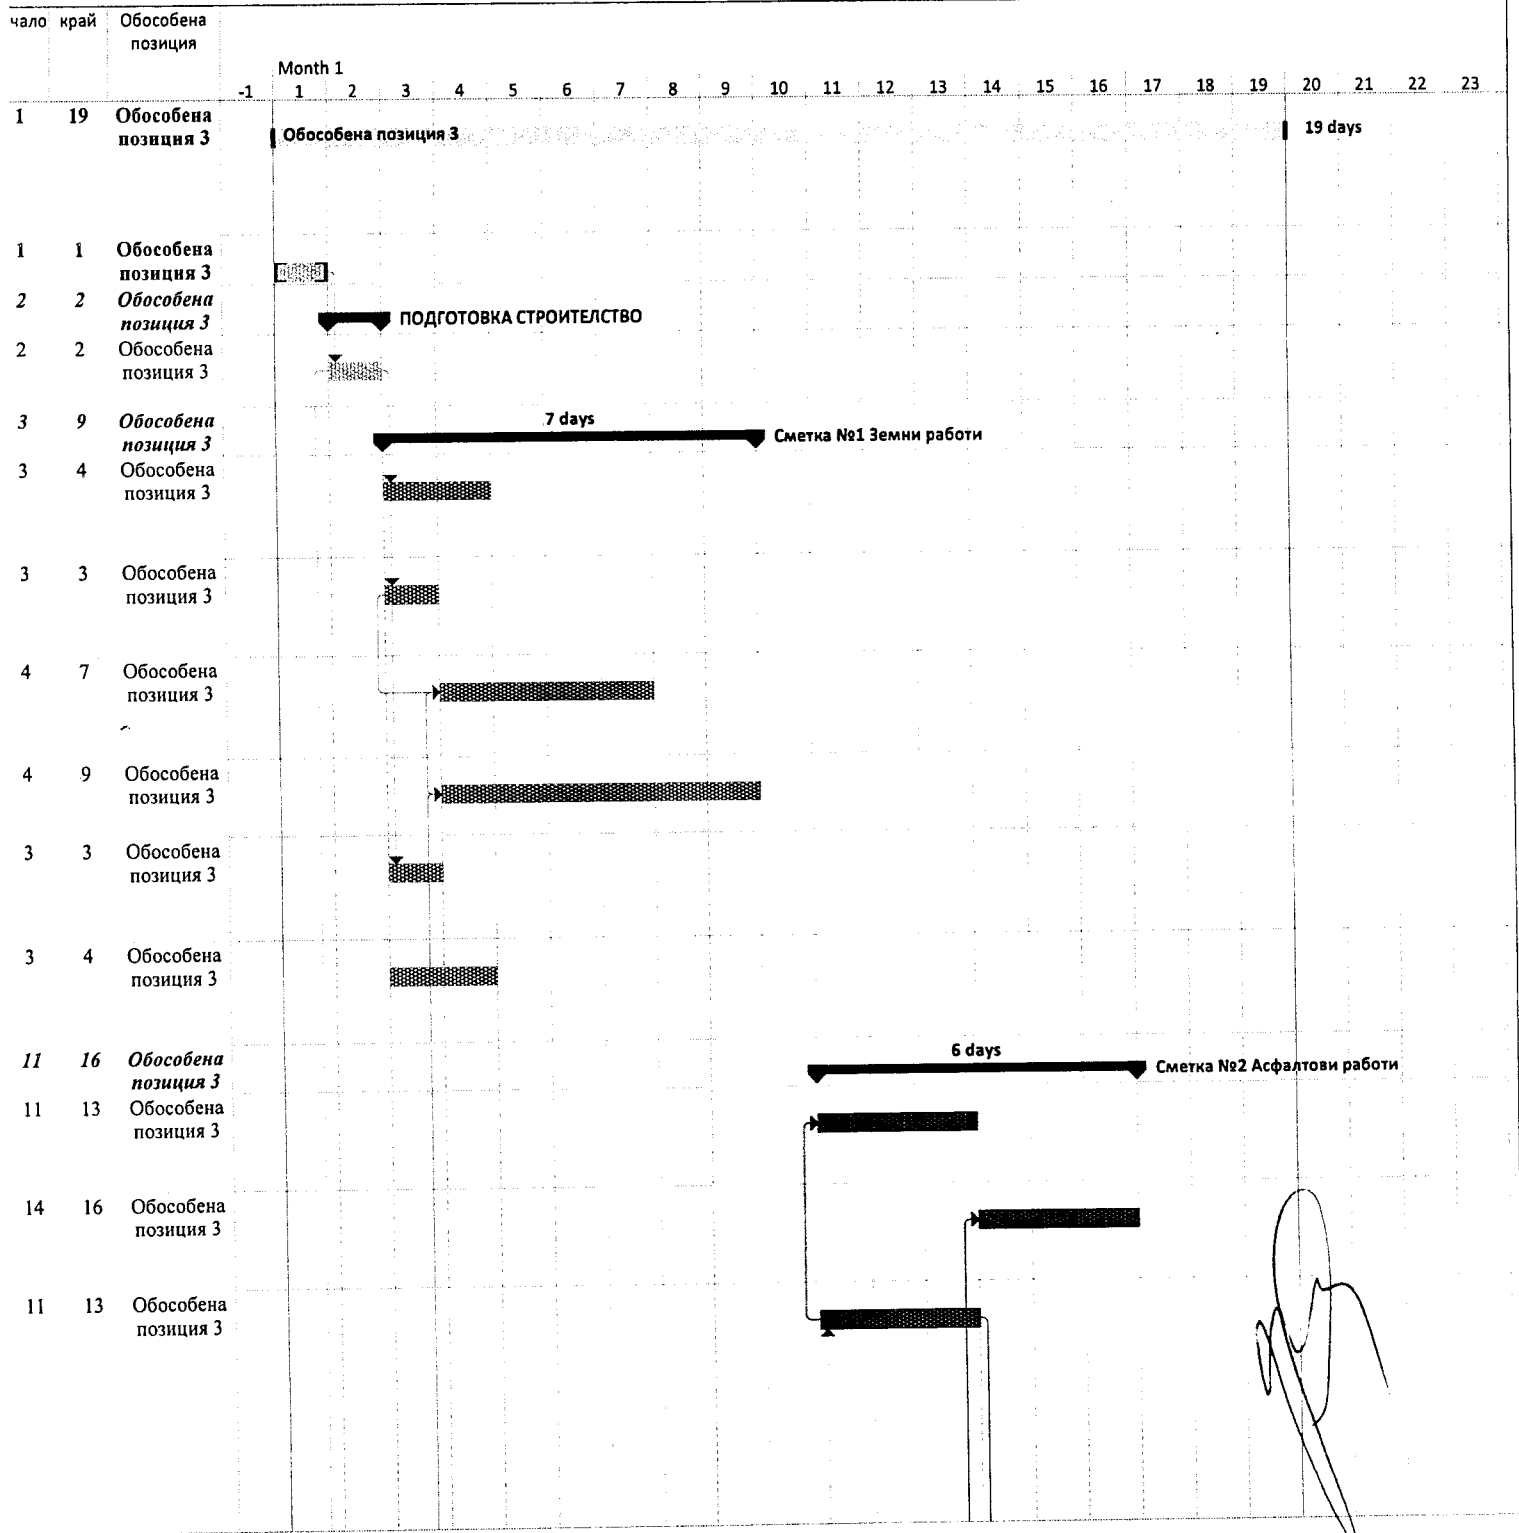 чало край Обособена
позиция
Month 1
-1 1 2 3 4 5 6 7 8 9 10 11 12 13 14 15 16 17 18 19 20 21 22 23
1 19 Обособена
позиция 3
Обособена позиция 3
19 days
1 1 Обособена
позиция 3
2 2 Обособена
позиция 3
ПОДГОТОВКА СТРОИТЕЛСТВО
2 2 Обособена
позиция 3
3 9 Обособена
позиция 3
7 days
Сметка №1 Земни работи
3 4 Обособена
позиция 3
3 3 Обособена
позиция 3
4 7 Обособена
позиция 3
4 9 Обособена
позиция 3
3 3 Обособена
позиция 3
3 4 Обособена
позиция 3
11 16 Обособена
позиция 3
6 days
Сметка №2 Асфалтови работи
11 13 Обособена
позиция 3
14 16 Обособена
позиция 3
11 13 Обособена
позиция 3